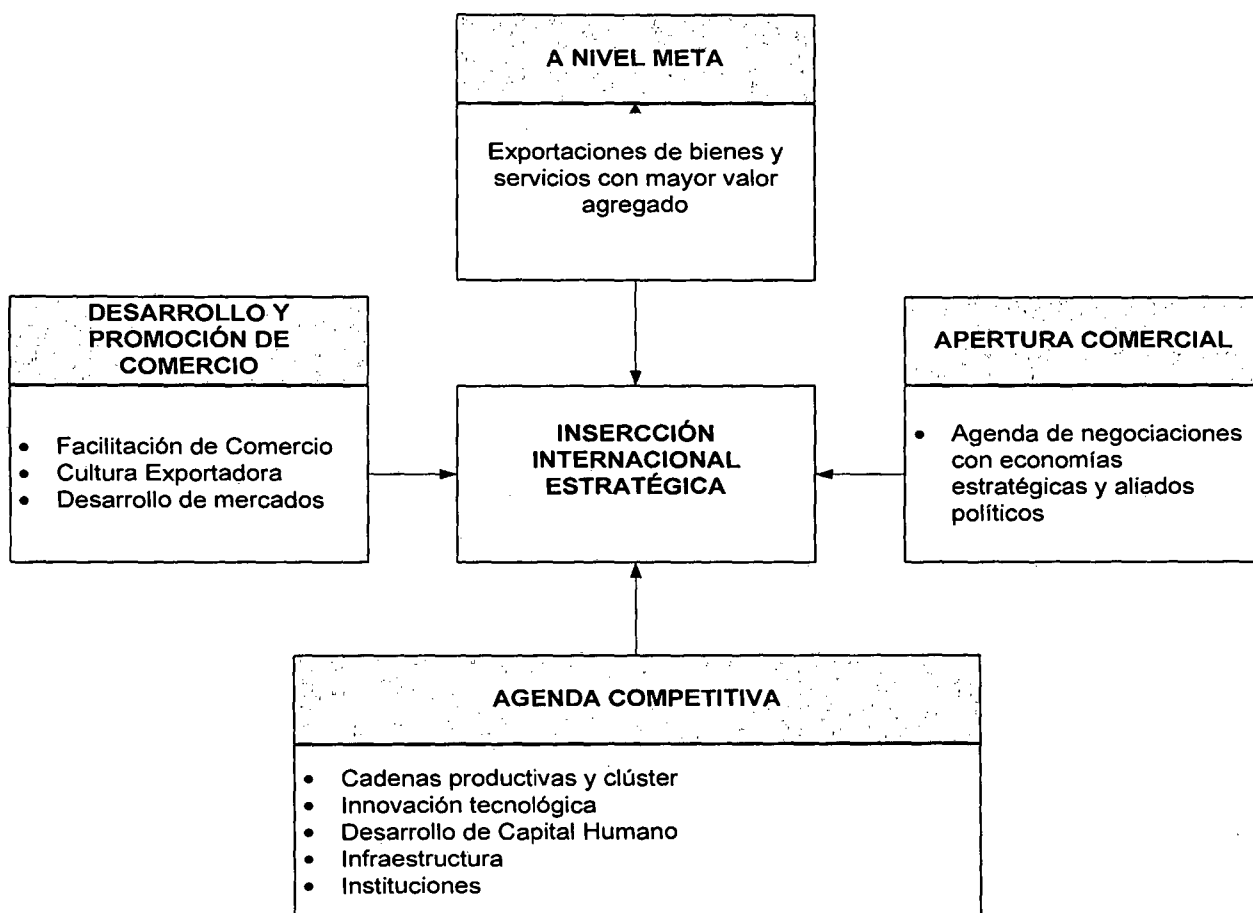 A NIVEL META
Exportaciones de bienes y
servicios con mayor valor
agregado
DESARROLLO Y
PROMOCIÓN DE
COMERCIO
• Facilitación de Comercio
• Cultura Exportadora
• Desarrollo de mercados
INSERCCIÓN
INTERNACIONAL
ESTRATÉGICA
APERTURA COMERCIAL
• Agenda de negociaciones
con economías
estratégicas y aliados
políticos
AGENDA COMPETITIVA
• Cadenas productivas y clúster
• Innovación tecnológica
• Desarrollo de Capital Humano
• Infraestructura
• Instituciones